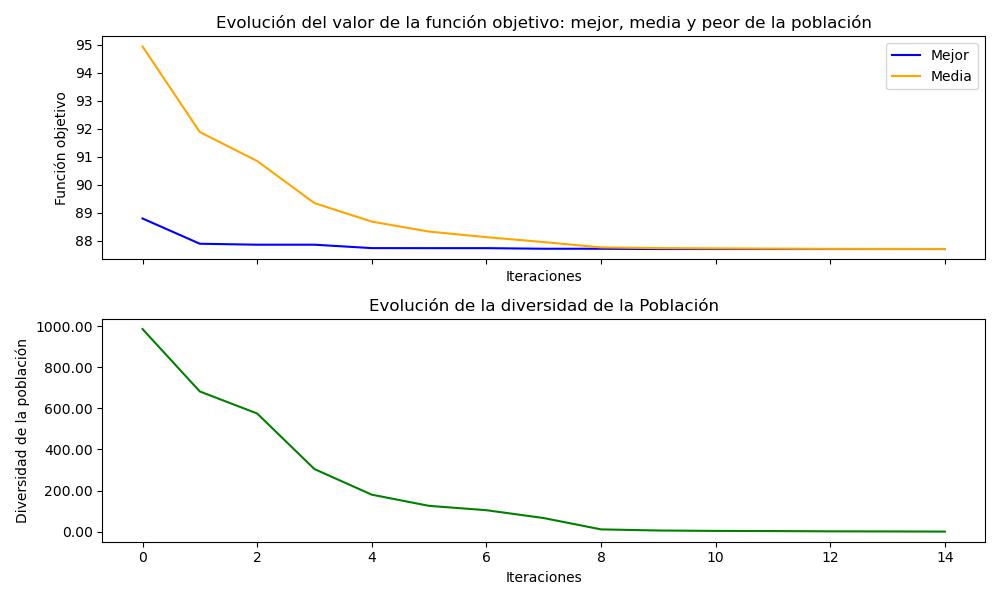 Evolución del valor de la función objetivo: mejor, media y peor de la población
95
94
93
92
91
90
89
88
Función objetivo
Mejor
Media
Iteraciones
Evolución de la diversidad de la Población
1000.00
800.00
600.00
400.00
200.00
0.00
Diversidad de la población
0 2 4 6 8 10 12 14
Iteraciones